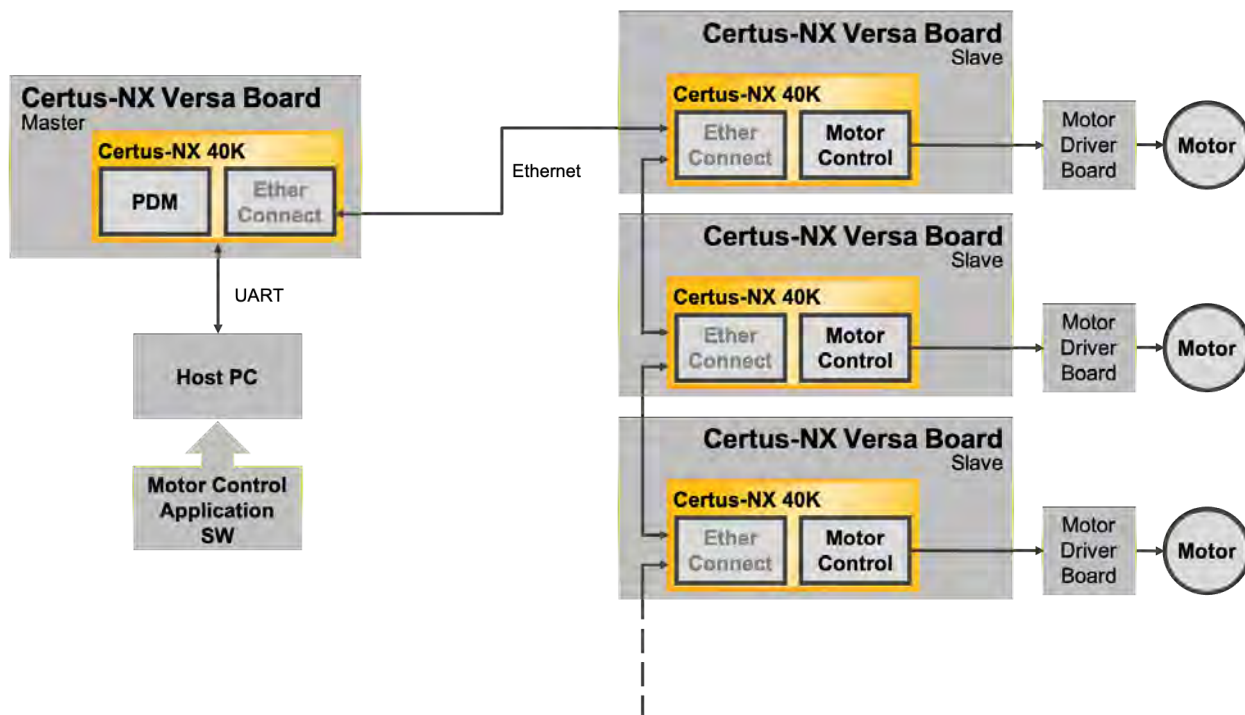 Certus-NX Versa Board
Master
Certus-NX 40K
PDM
Ether
Connect
UART
Host PC
Motor Control
Application
SW
Ethernet
Certus-NX Versa Board
Slave
Certus-NX 40K
Ether
Connect
Motor
Control
Motor
Driver
Board
Motor
Certus-NX Versa Board
Slave
Certus-NX 40K
Ether
Connect
Motor
Control
Motor
Driver
Board
Motor
Certus-NX Versa Board
Slave
Certus-NX 40K
Ether
Connect
Motor
Control
Motor
Driver
Board
Motor